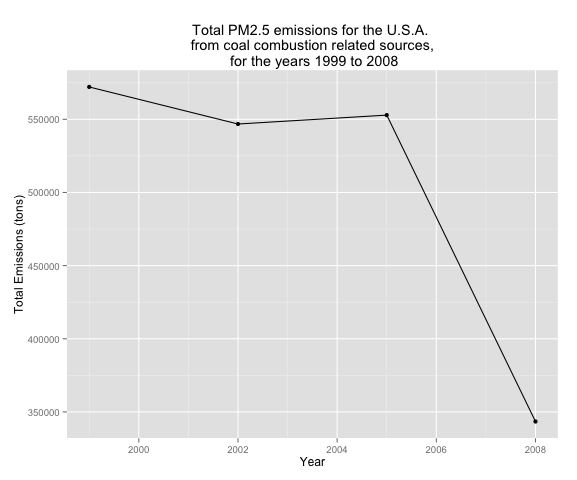 Total PM2.5 emissions for the U.S.A.
from coal combustion related sources,
for the years 1999 to 2008
Total Emissions (tons)
550000
500000
450000
400000
350000
2000 2002 2004 2006 2008
Year